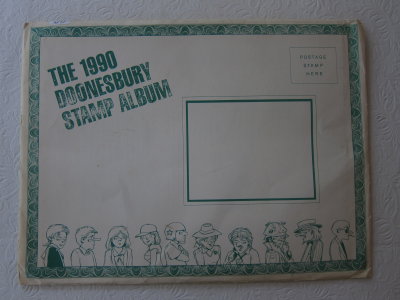 THE 1990
DOONESBURY
STAMP ALBUM
POSTAGE
STAMP
HERE